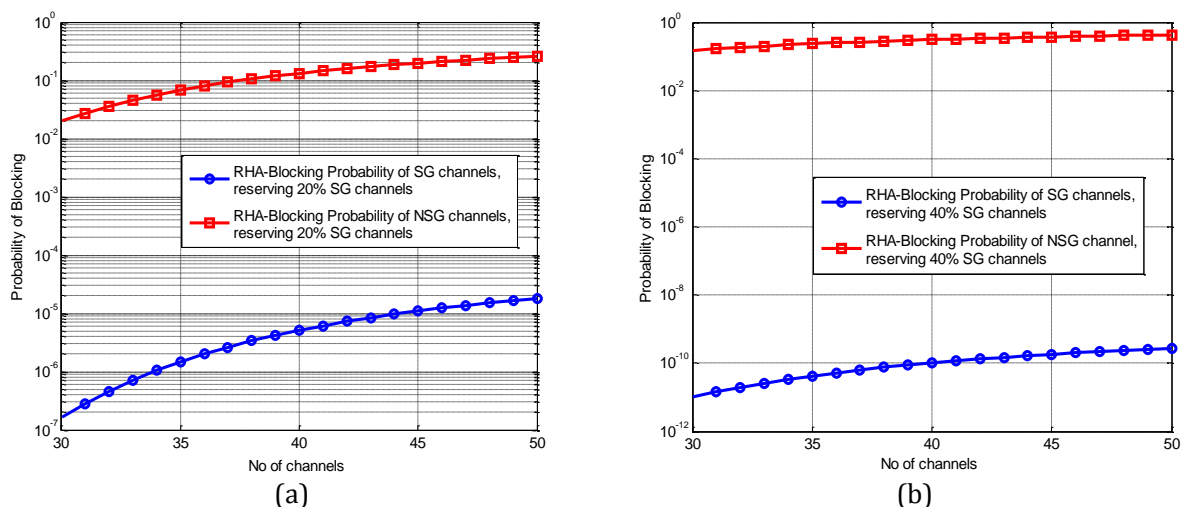 10^0
10^-1
10^-2
10^-3
10^-4
10^-5
10^-6
10^-7
Probability of Blocking
RHA-Blocking Probability of SG channels,
reserving 20% SG channels
RHA-Blocking Probability of NSG channels,
reserving 20% SG channels
30 35 40 45 50
No of channels
(a)
10^0
10^-2
10^-4
10^-6
10^-8
10^-10
10^-12
Probability of Blocking
RHA-Blocking Probability of SG channels,
reserving 40% SG channels
RHA-Blocking Probability of NSG channel,
reserving 40% SG channels
30 35 40 45 50
No of channels
(b)